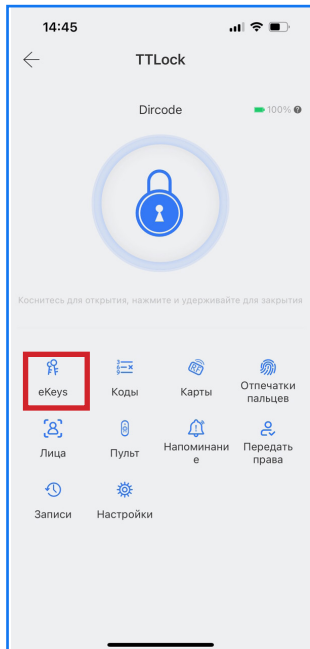 14:45
TTLock
Dircode
100%
Коснитесь для открытия, нажмите и удерживайте для закрытия
eKeys
Коды
Карты
Отпечатки
пальцев
Лица
Пульт
Напоминани
е
Передать
права
Записи
Настройки